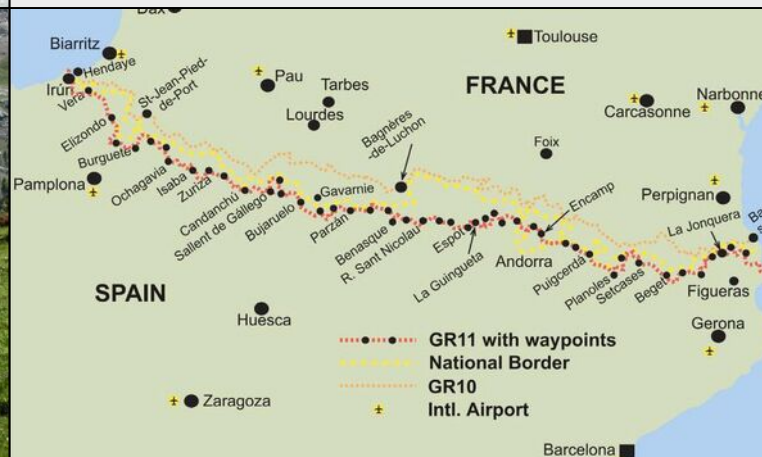 Dax
Biarritz
Hendaye
Irún
Vera
St-Jean-Pied-
de-Port
Pau
Tarbes
Lourdes
Toulouse
FRANCE
Carcasonne
Narbonne
Elizondo
Burguete
Pamplona
Ochagavia
Isaba
Zuriza
Candanchú
Sallent de Gállego
Bujaruelo
Gavarnie
Parzán
Bagnères
-de-Luchon
Foix
Benasque
R. Sant Nicolau
Espot
La Guingueta
Encamp
Andorra
Perpignan
La Jonquera
Puigcerdá
Planoles
Setcases
Beget
Figueras
Gerona
SPAIN
Huesca
Zaragoza
Barcelona
GR11 with waypoints
National Border
GR10
Intl. Airport